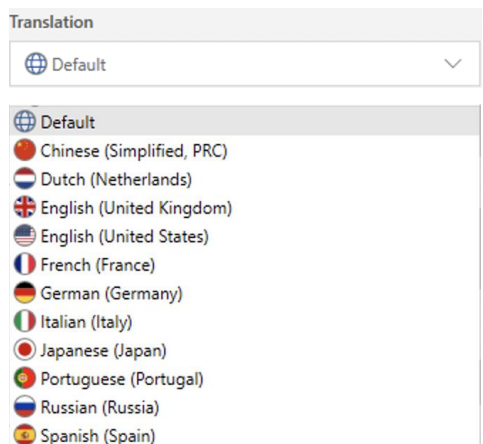 Translation
Default
Default
Chinese (Simplified, PRC)
Dutch (Netherlands)
English (United Kingdom)
English (United States)
French (France)
German (Germany)
Italian (Italy)
Japanese (Japan)
Portuguese (Portugal)
Russian (Russia)
Spanish (Spain)